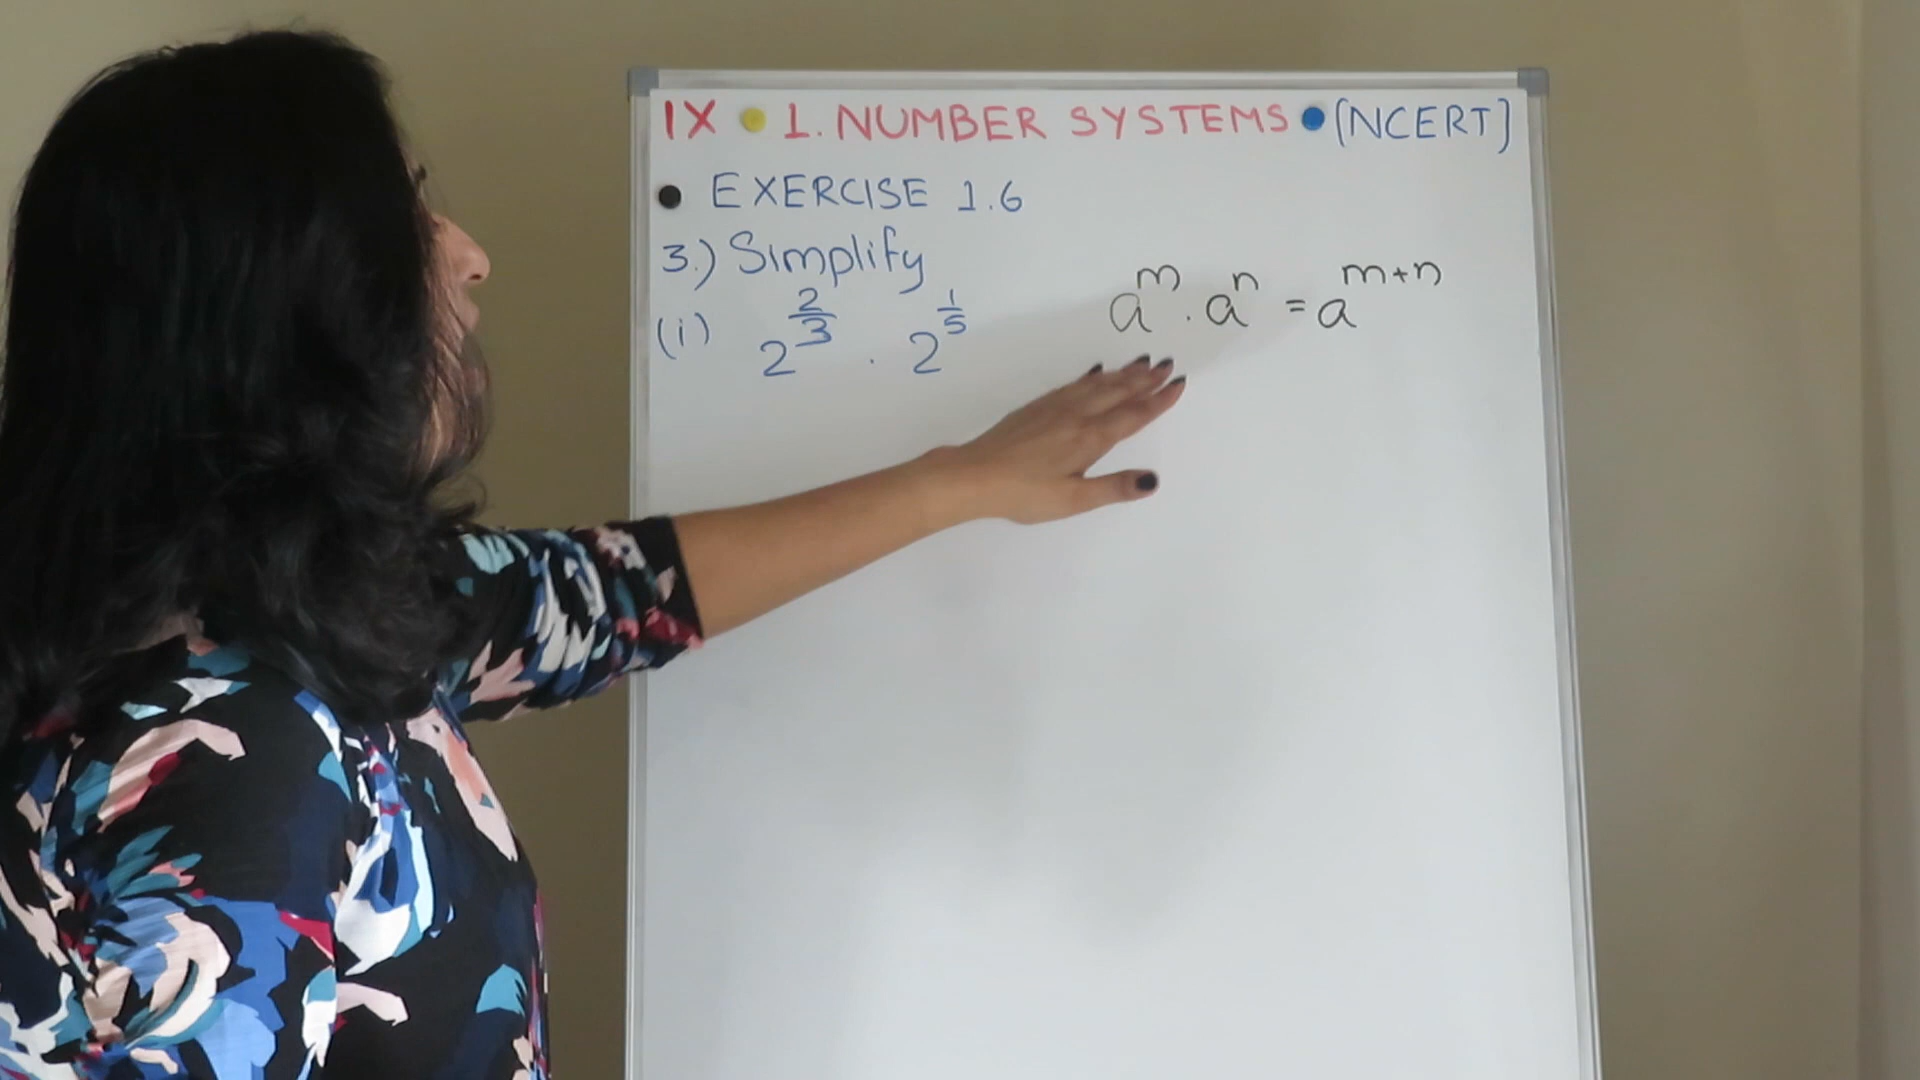 IX • 1. NUMBER SYSTEMS • [NCERT]
• EXERCISE 1.6
3.) Simplify
(i) 2^{2/3} . 2^{1/5}
a^m . a^n = a^{m+n}